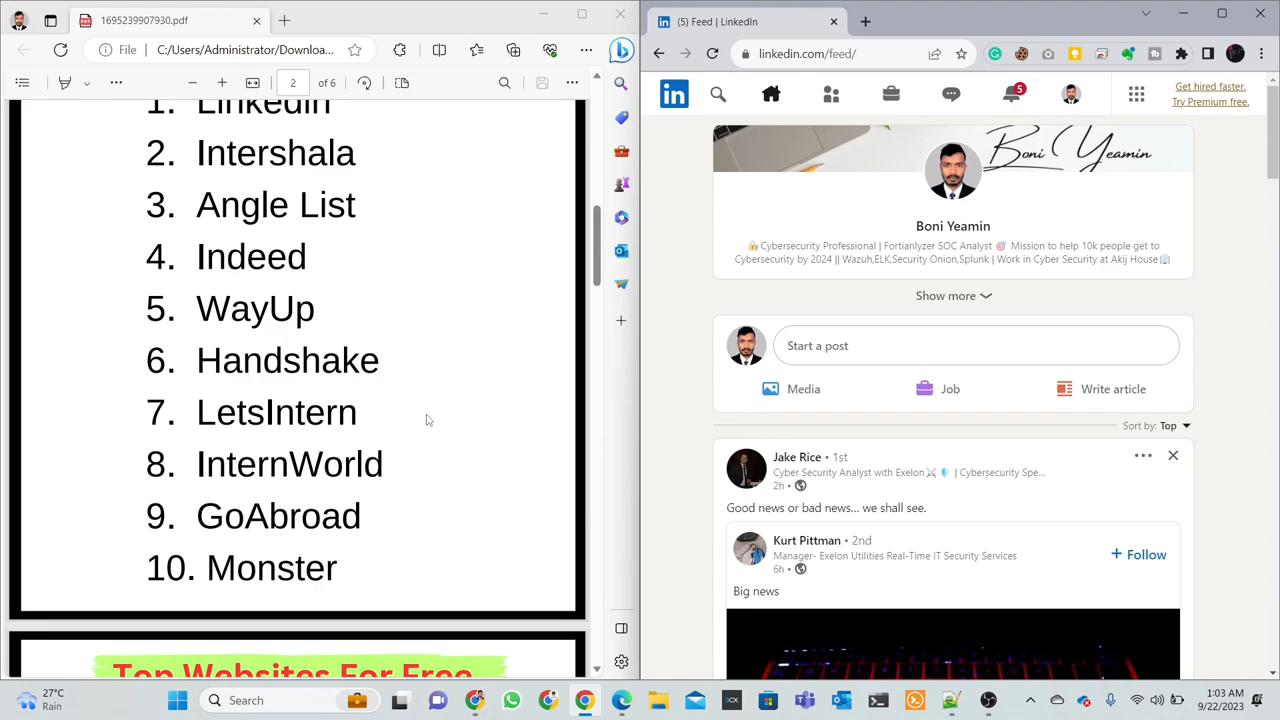 1695239907930.pdf
File
C:/Users/Administrator/Downloa...
2
of 6
1. Linkedin
2. Intershala
3. Angle List
4. Indeed
5. WayUp
6. Handshake
7. LetsIntern
8. InternWorld
9. GoAbroad
10. Monster
Top Websites For Free
(5) Feed | LinkedIn
linkedin.com/feed/
in
5
Get hired faster.
Try Premium free.
Boni Yeamin
Boni Yeamin
Cybersecurity Professional | Fortianlyzer SOC Analyst Mission to help 10k people get to
Cybersecurity by 2024 || Wazuh,ELK,Security Onion,Splunk | Work in Cyber Security at Akij House
Show more
Start a post
Media
Job
Write article
Sort by: Top
Jake Rice • 1st
Cyber Security Analyst with Exelon | Cybersecurity Spe...
2h •
Good news or bad news... we shall see.
Kurt Pittman • 2nd
Manager- Exelon Utilities Real-Time IT Security Services
6h •
+ Follow
Big news
27°C
Rain
Search
1:03 AM
9/22/2023